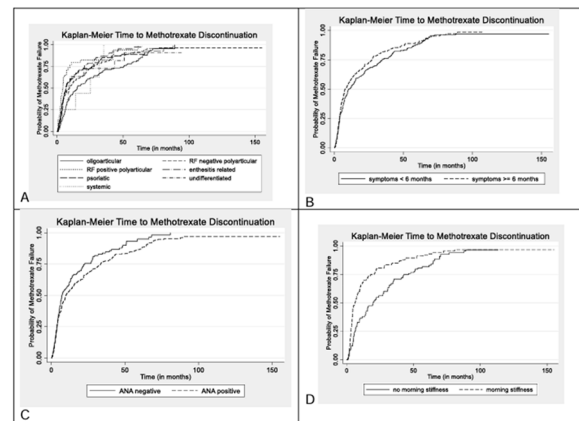 Kaplan-Meier Time to Methotrexate Discontinuation
Probability of Methotrexate Failure
1.00
0.75
0.50
0.25
0.00
0 50 100 150
Time (in months)
oligoarticular RF negative polyarticular
RF positive polyarticular enthesitis related
psoriatic undifferentiated
systemic
A
Kaplan-Meier Time to Methotrexate Discontinuation
Probability of Methotrexate Failure
1.00
0.75
0.50
0.25
0.00
0 50 100 150
Time (in months)
symptoms < 6 months symptoms >= 6 months
B
Kaplan-Meier Time to Methotrexate Discontinuation
Probability of Methotrexate Failure
1.00
0.75
0.50
0.25
0.00
0 50 100 150
Time (in months)
ANA negative ANA positive
C
Kaplan-Meier Time to Methotrexate Discontinuation
Probability of Methotrexate Failure
1.00
0.75
0.50
0.25
0.00
0 50 100 150
Time (in months)
no morning stiffness morning stiffness
D